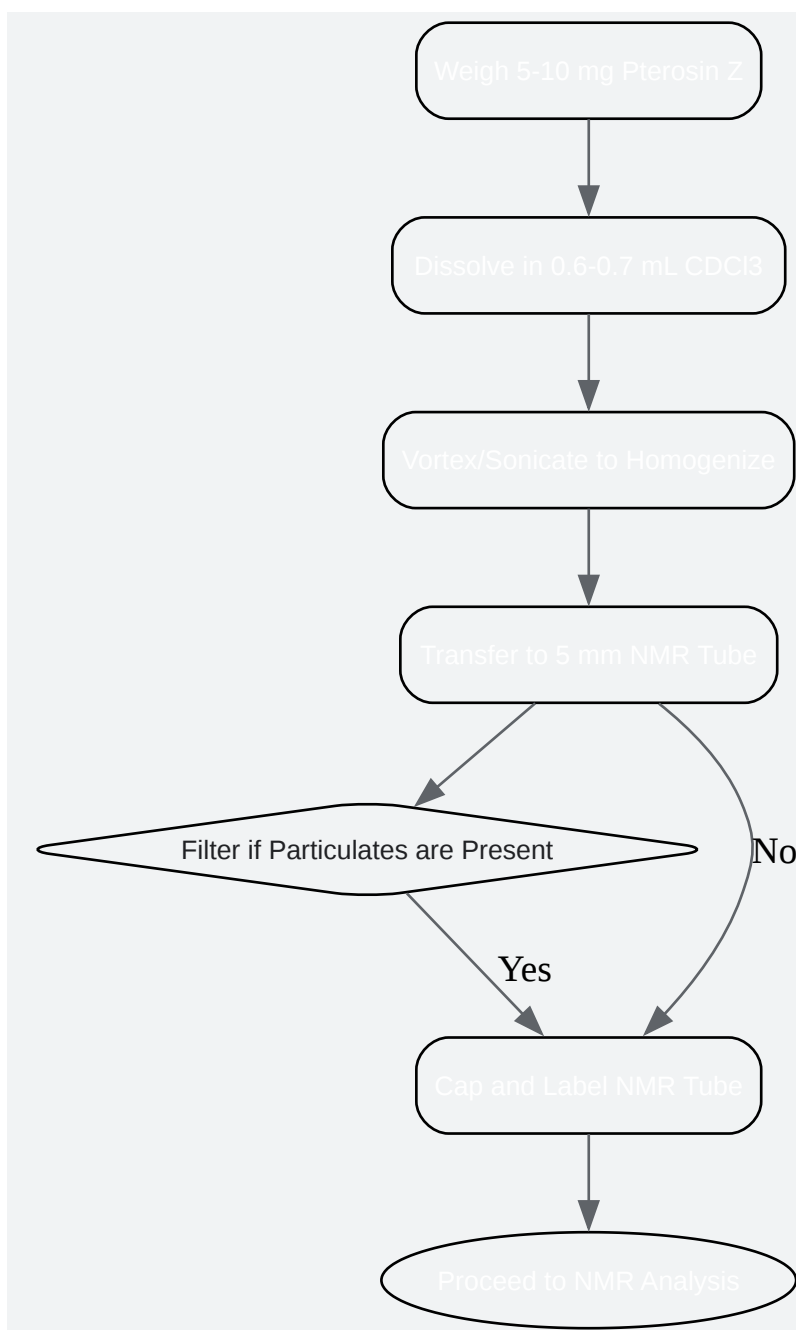 Weigh 5-10 mg Pterosin Z
Dissolve in 0.6-0.7 mL CDCl3
Vortex/Sonicate to Homogenize
Transfer to 5 mm NMR Tube
Filter if Particulates are Present
No
Yes
Cap and Label NMR Tube
Proceed to NMR Analysis